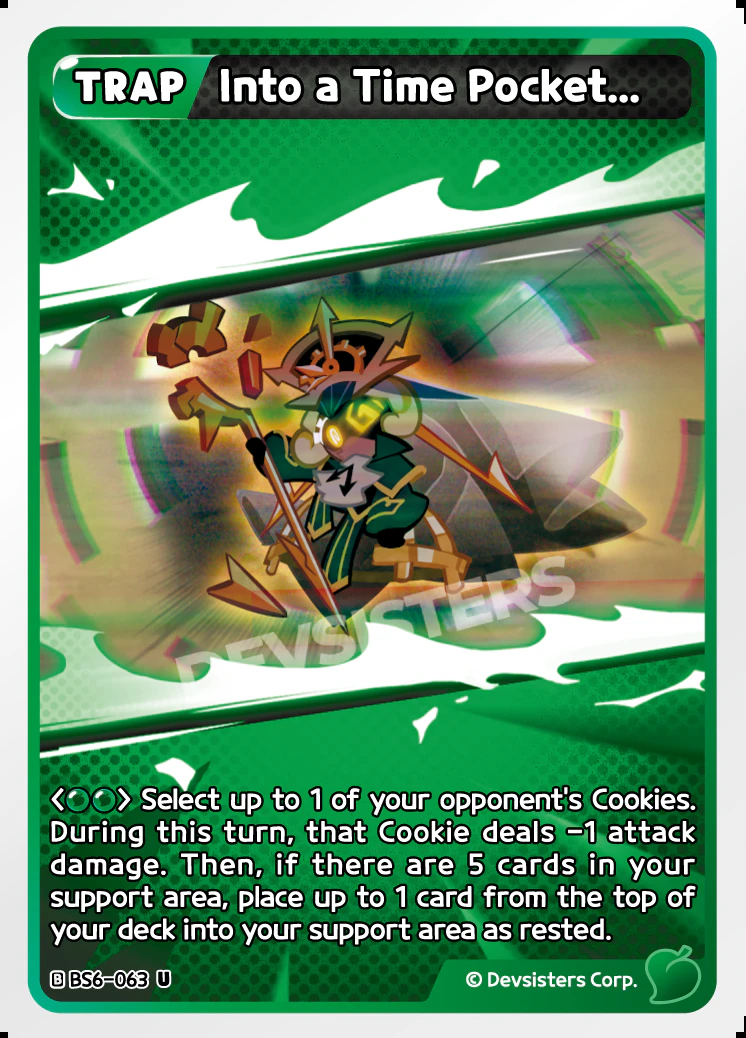 TRAP Into a Time Pocket...
DEVSISTERS
<●●> Select up to 1 of your opponent's Cookies.
During this turn, that Cookie deals -1 attack
damage. Then, if there are 5 cards in your
support area, place up to 1 card from the top of
your deck into your support area as rested.
B BS6-063 U © Devsisters Corp.